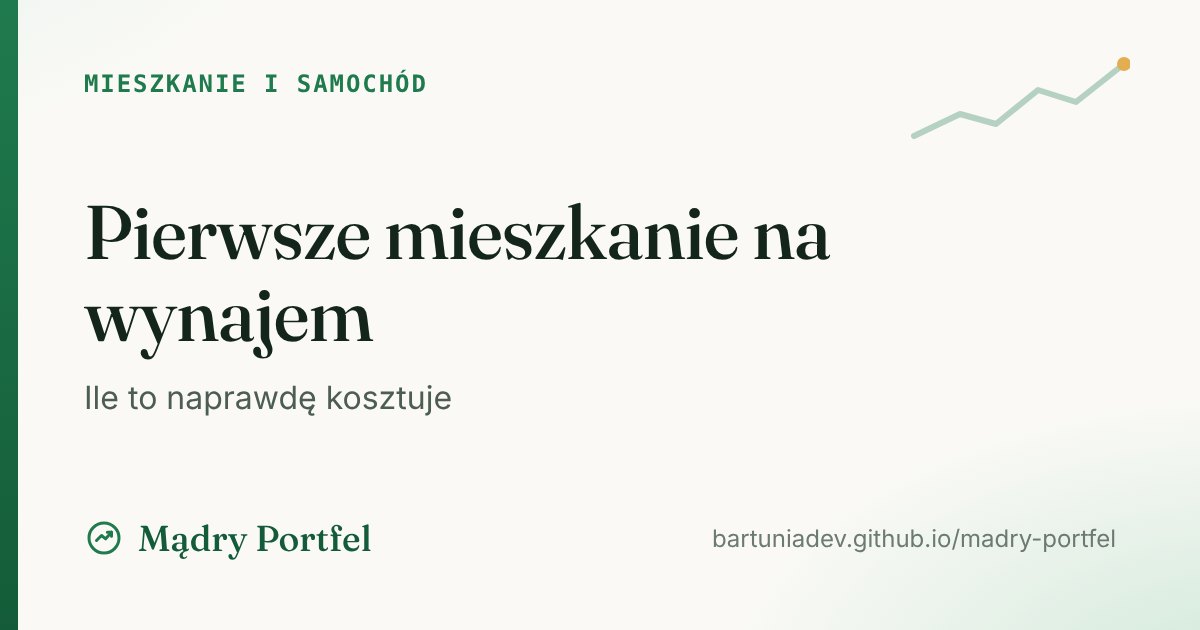 MIESZKANIE I SAMOCHÓD
Pierwsze mieszkanie na
wynajem
Ile to naprawdę kosztuje
Mądry Portfel
bartuniadev.github.io/madry-portfel